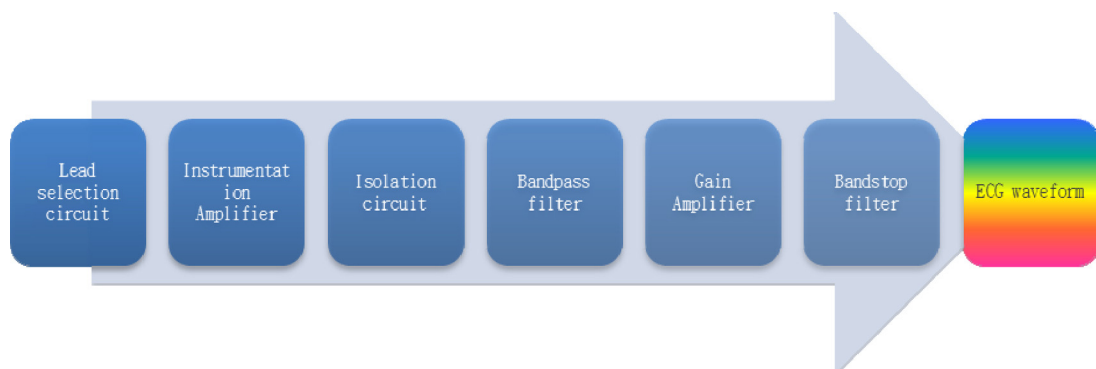 Lead
selection
circuit
Instrumentat
ion
Amplifier
Isolation
circuit
Bandpass
filter
Gain
Amplifier
Bandstop
filter
ECG waveform